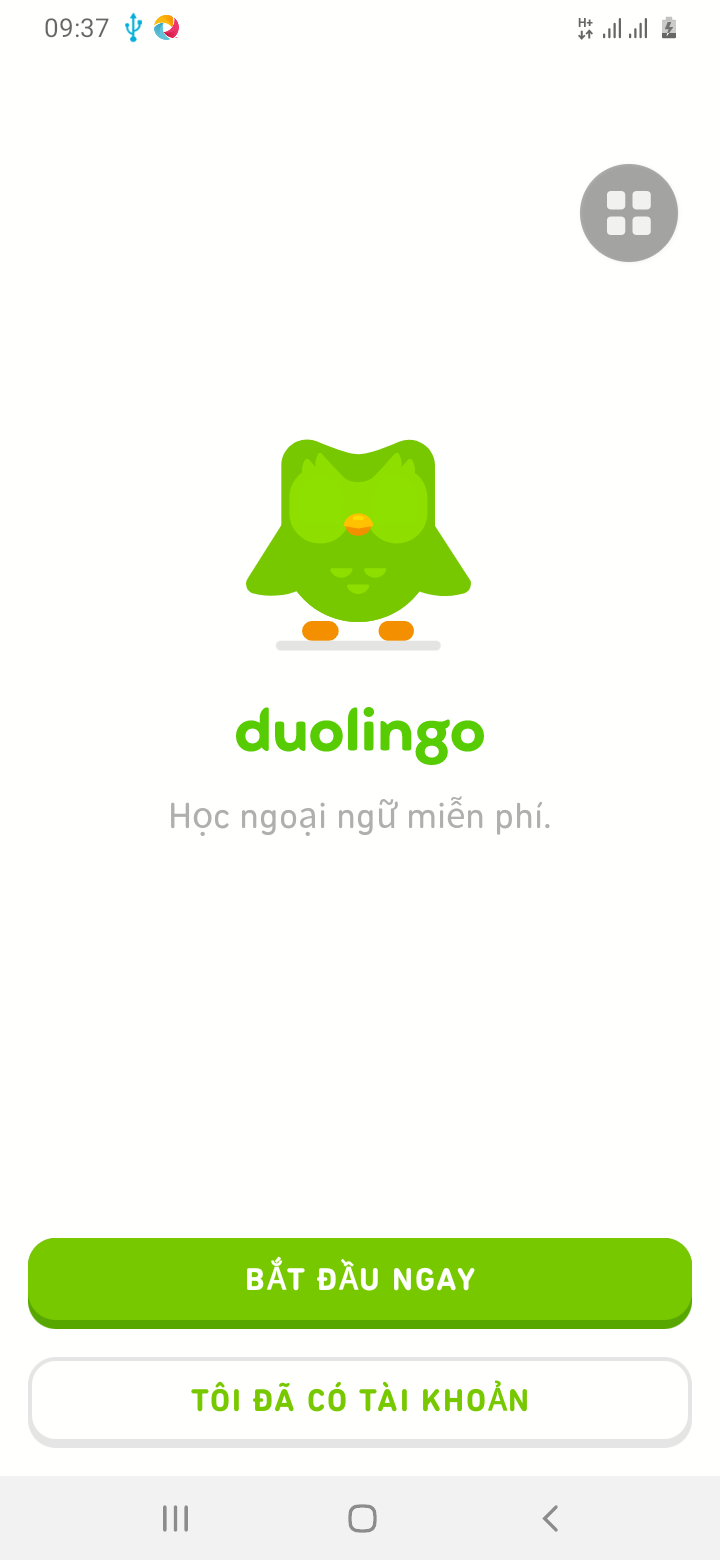 09:37
H+
duolingo
Học ngoại ngữ miễn phí.
BẮT ĐẦU NGAY
TÔI ĐÃ CÓ TÀI KHOẢN